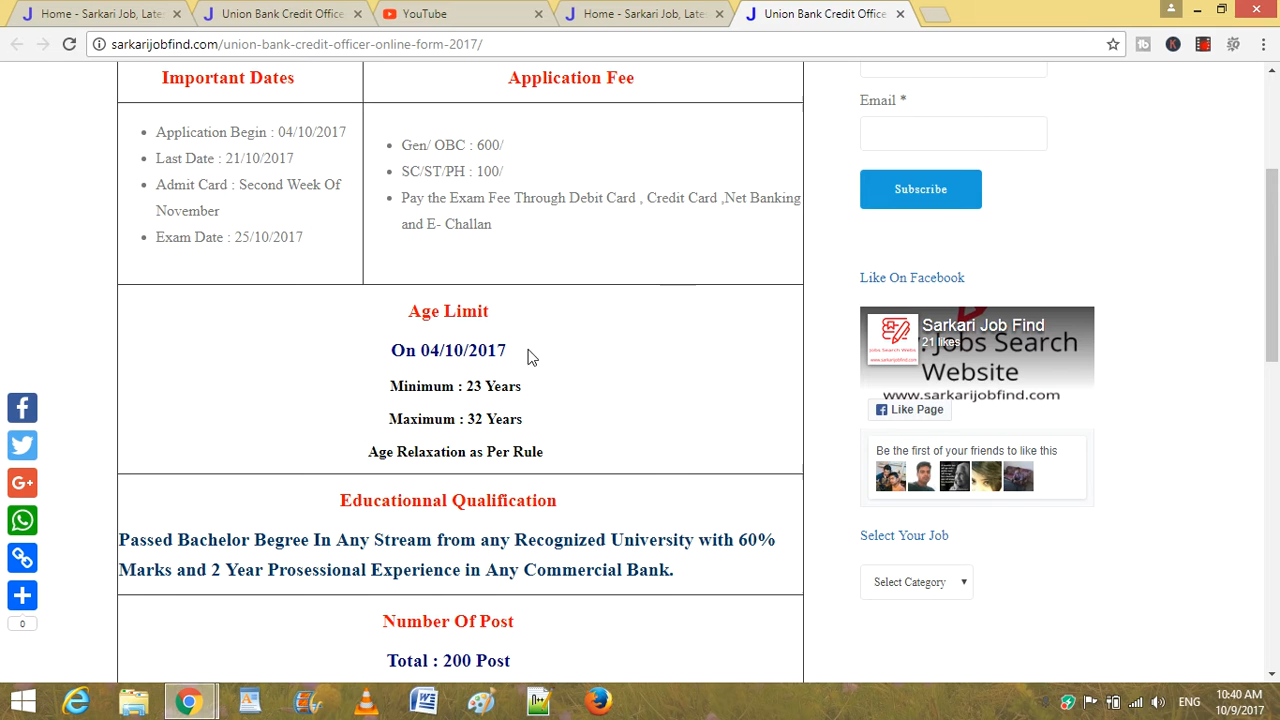 Home - Sarkari Job, Late
Union Bank Credit Office
YouTube
Home - Sarkari Job, Late
Union Bank Credit Office
sarkarijobfind.com/union-bank-credit-officer-online-form-2017/
Important Dates
Application Fee
Application Begin : 04/10/2017
Last Date : 21/10/2017
Admit Card : Second Week Of
November
Exam Date : 25/10/2017
Gen/ OBC : 600/
SC/ST/PH : 100/
Pay the Exam Fee Through Debit Card , Credit Card ,Net Banking
and E- Challan
Age Limit
On 04/10/2017
Minimum : 23 Years
Maximum : 32 Years
Age Relaxation as Per Rule
Educationnal Qualification
Passed Bachelor Begree In Any Stream from any Recognized University with 60%
Marks and 2 Year Prosessional Experience in Any Commercial Bank.
Number Of Post
Total : 200 Post
Email *
Subscribe
Like On Facebook
Sarkari Job Find
21 likes
Jobs Search
Website
www.sarkarijobfind.com
Like Page
Be the first of your friends to like this
Select Your Job
Select Category
0
ENG
10:40 AM
10/9/2017